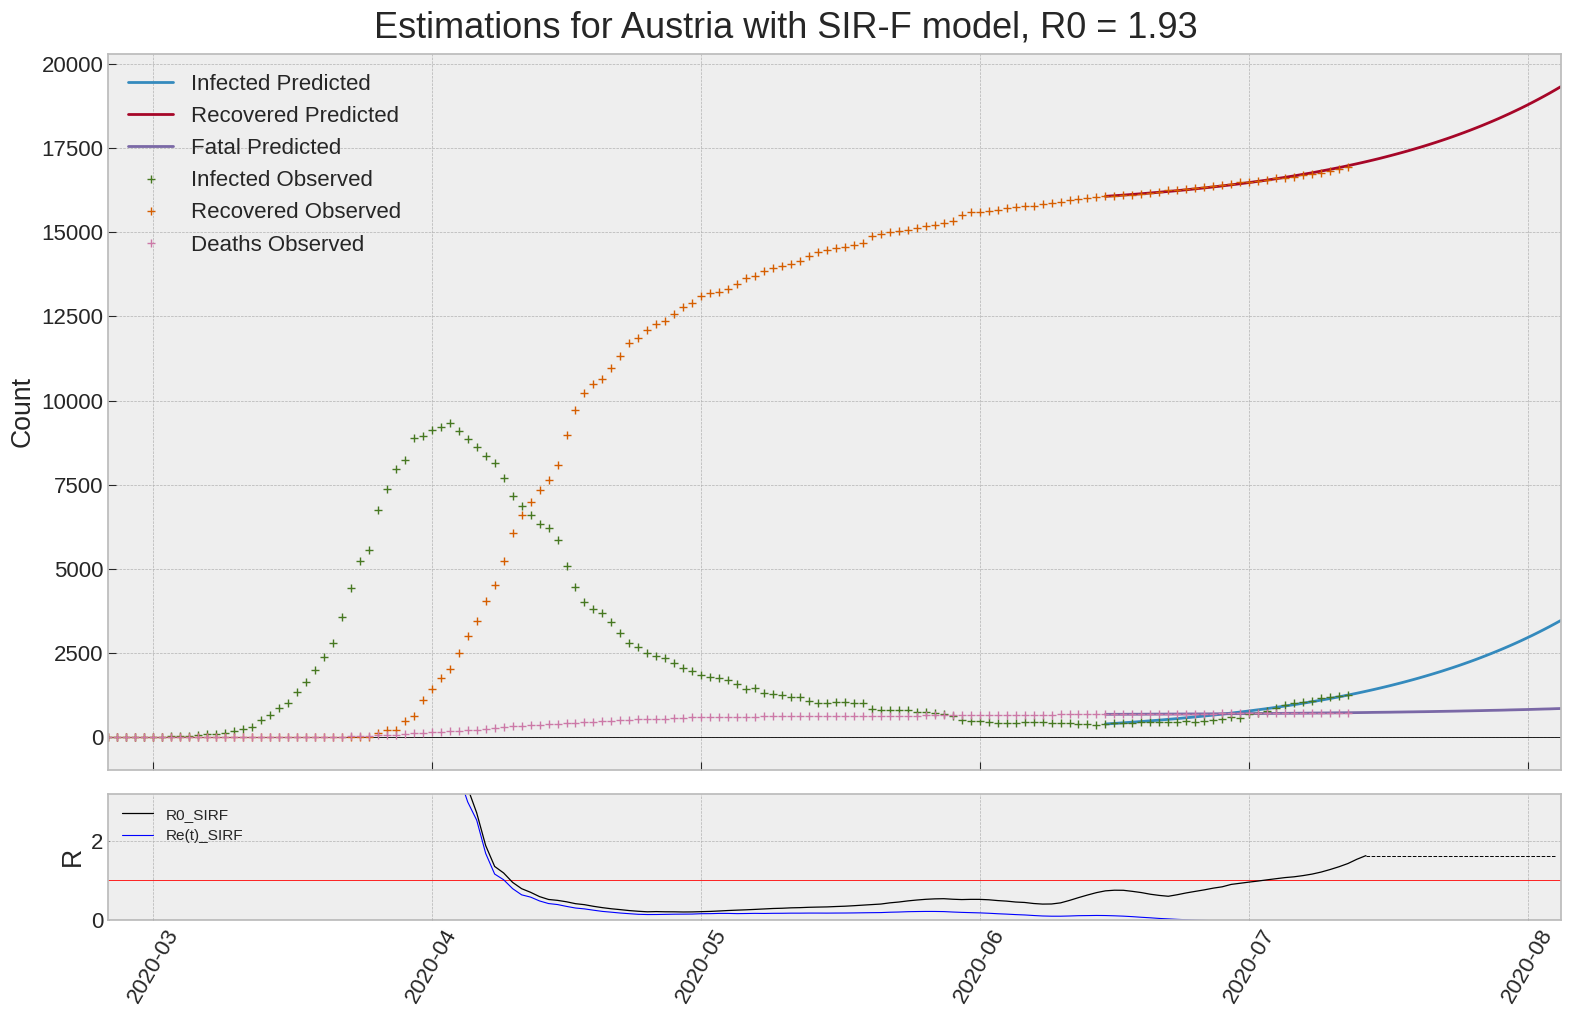 Estimations for Austria with SIR-F model, R0 = 1.93
20000
17500
15000
12500
10000
7500
5000
2500
0
Count
Infected Predicted
Recovered Predicted
Fatal Predicted
Infected Observed
Recovered Observed
Deaths Observed
R0_SIRF
Re(t)_SIRF
2
0
R
2020-03
2020-04
2020-05
2020-06
2020-07
2020-08